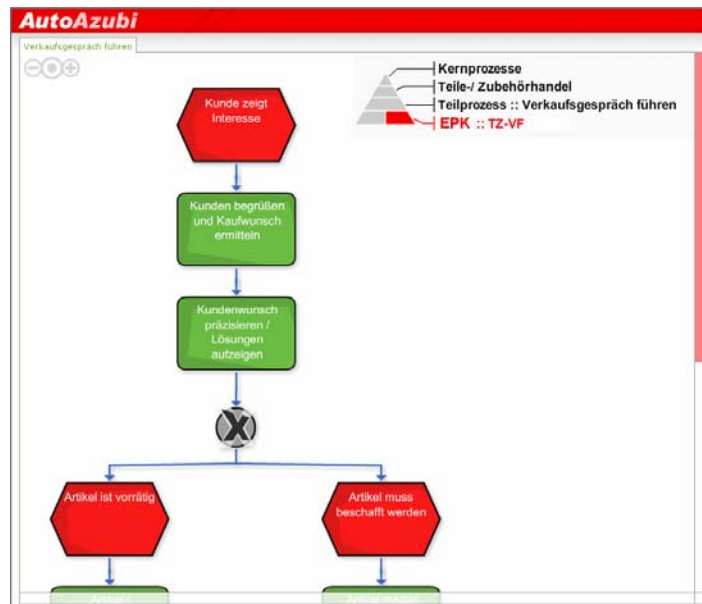 AutoAzubi
Verkaufsgespräch führen
Kernprozesse
Teile-/ Zubehörhandel
Teilprozess :: Verkaufsgespräch führen
EPK :: TZ-VF
Kunde zeigt
Interesse
Kunden begrüßen
und Kaufwunsch
ermitteln
Kundenwunsch
präzisieren /
Lösungen
aufzeigen
X
Artikel ist vorrätig
Artikel muss
beschafft werden